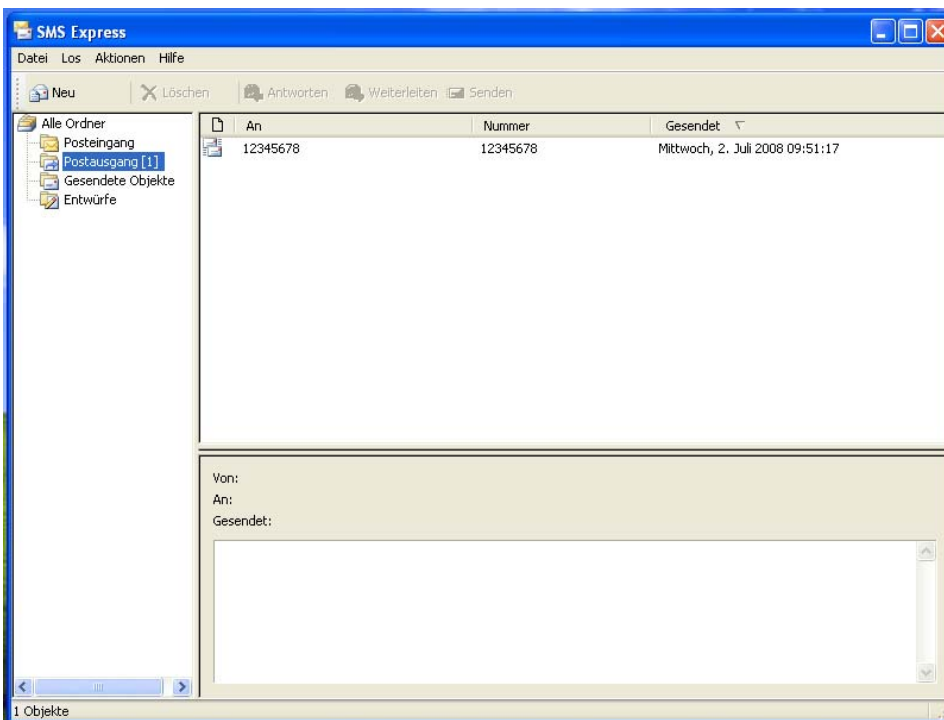 SMS Express
Datei Los Aktionen Hilfe
Neu Löschen Antworten Weiterleiten Senden
Alle Ordner
Posteingang
Postausgang [1]
Gesendete Objekte
Entwürfe
An Nummer Gesendet
12345678 12345678 Mittwoch, 2. Juli 2008 09:51:17
Von:
An:
Gesendet:
1 Objekte